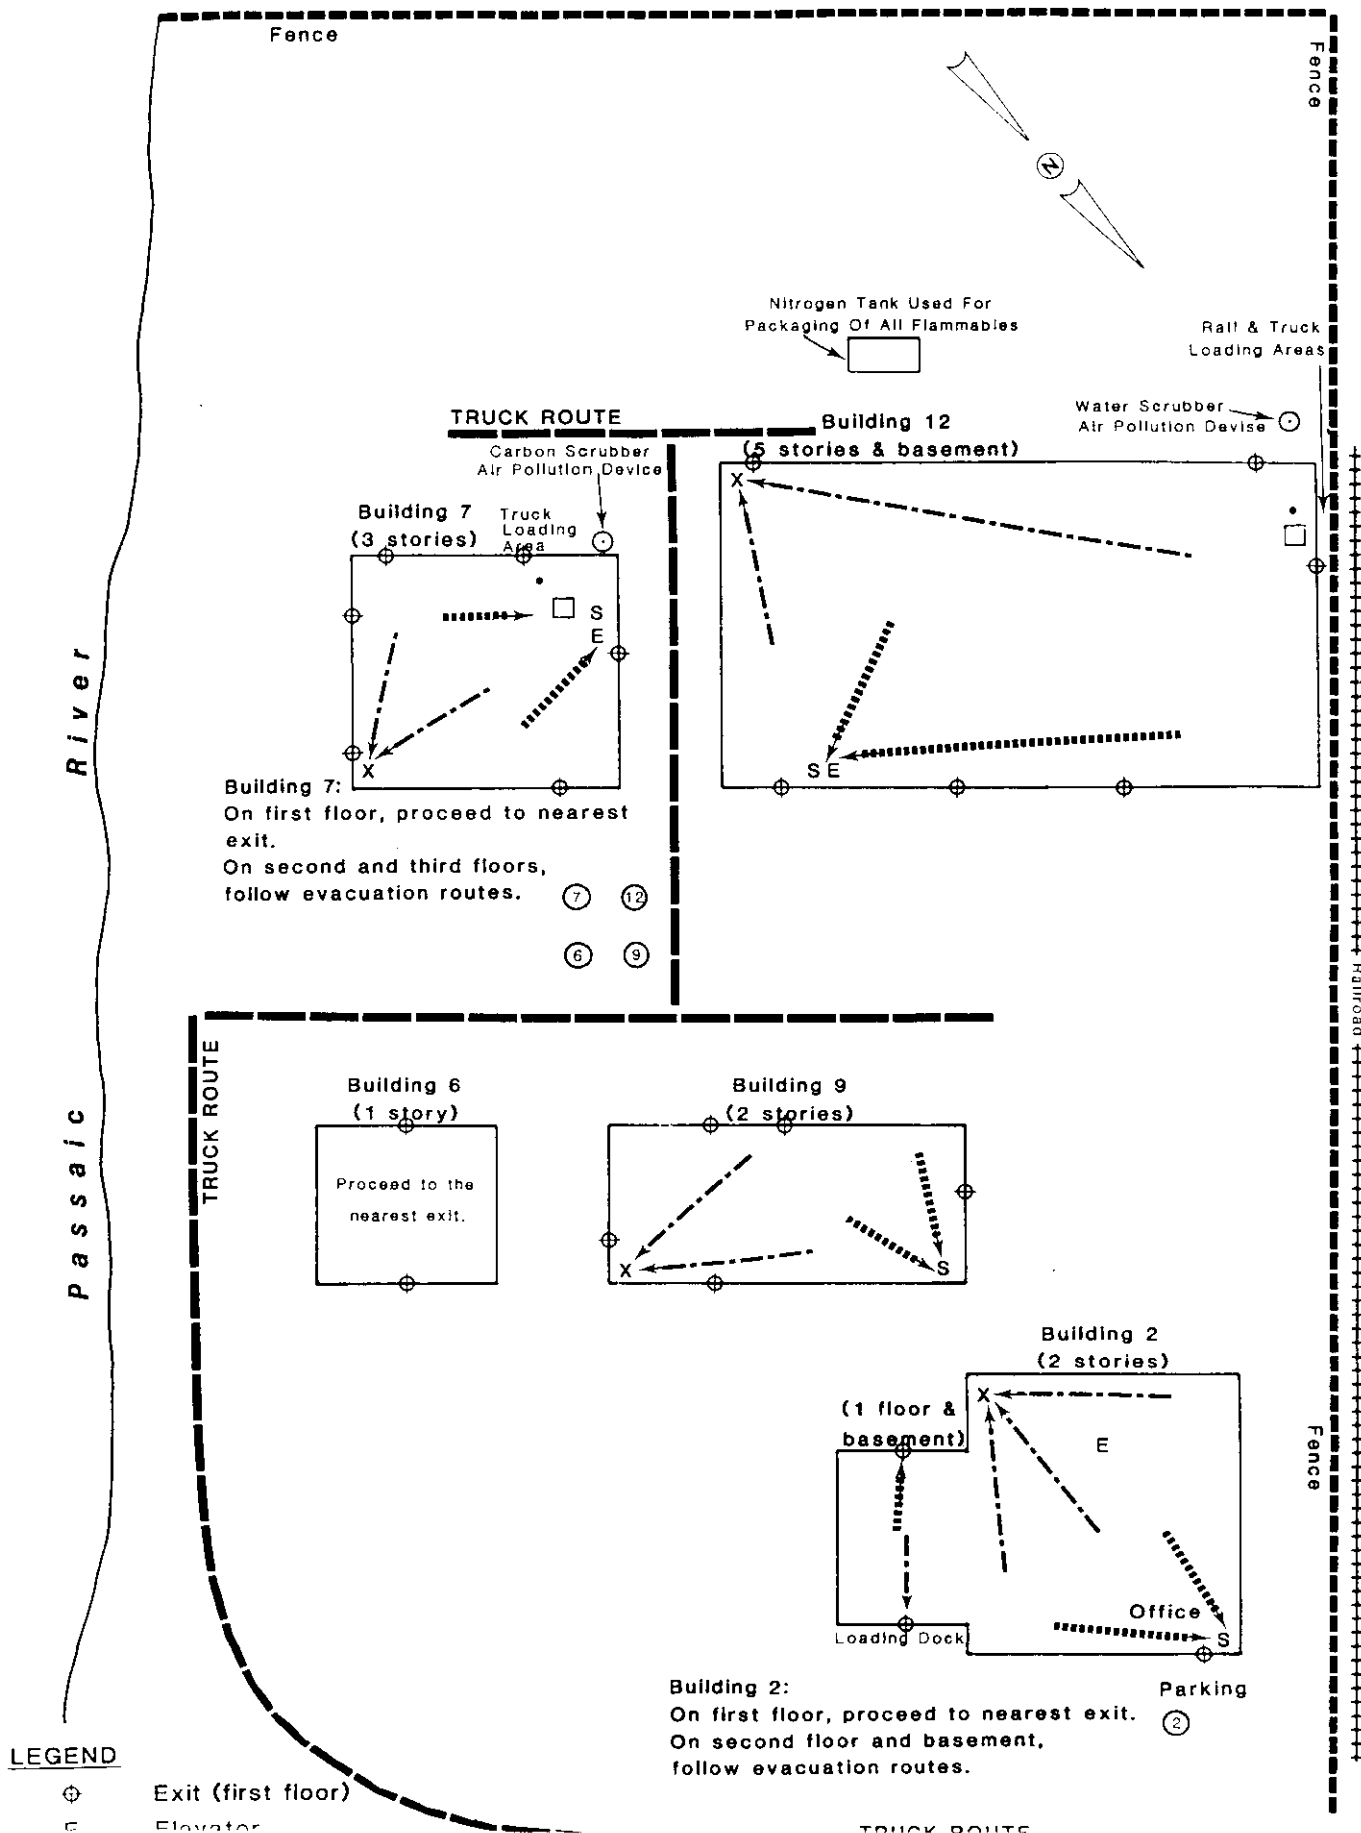 Fence
Fence
N
Nitrogen Tank Used For
Packaging Of All Flammables
Rail & Truck
Loading Areas
TRUCK ROUTE
Building 12
(5 stories & basement)
Water Scrubber
Air Pollution Devise
Carbon Scrubber
Air Pollution Device
Building 7
(3 stories)
Truck
Loading
Area
X
S
E
X
S E
Building 7:
On first floor, proceed to nearest
exit.
On second and third floors,
follow evacuation routes.
7 12
6 9
River
Passaic
Railroad
TRUCK ROUTE
Building 6
(1 story)
Proceed to the
nearest exit.
Building 9
(2 stories)
X
S
Building 2
(2 stories)
(1 floor &
basement)
X
E
Fence
Office
S
Loading Dock
Building 2:
On first floor, proceed to nearest exit.
On second floor and basement,
follow evacuation routes.
Parking
2
LEGEND
Exit (first floor)
E Elevator
TRUCK ROUTE